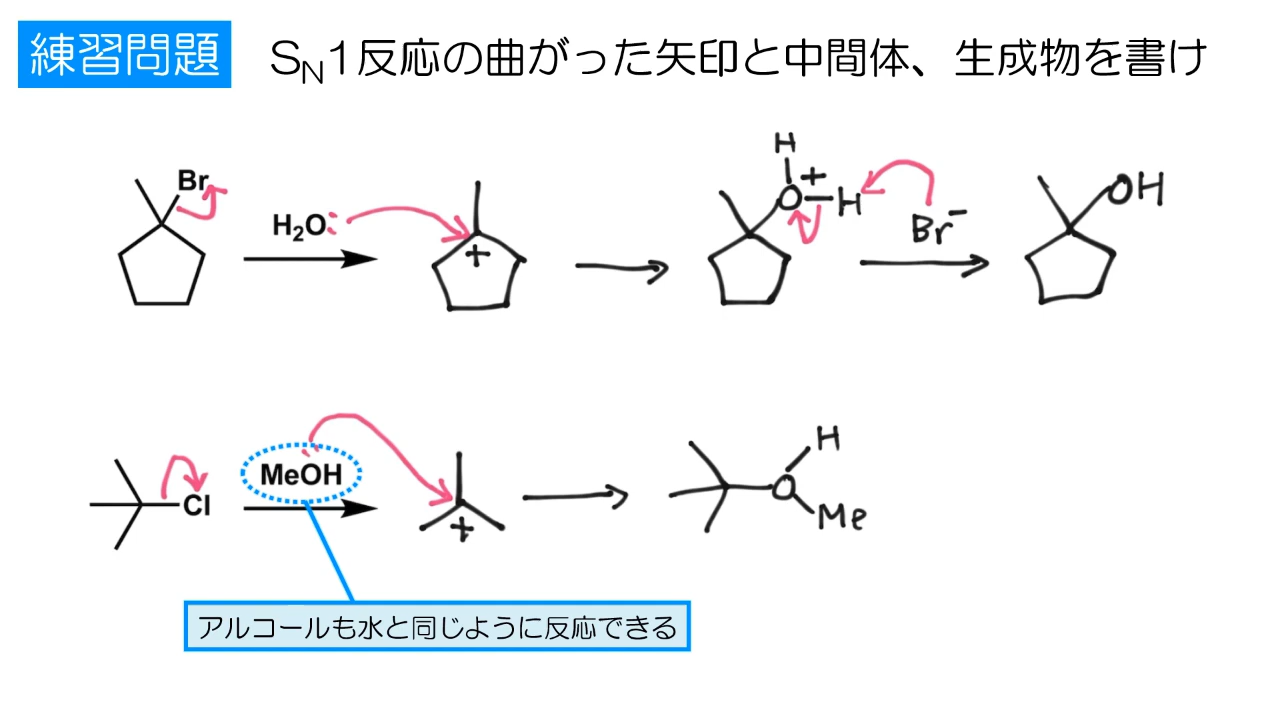 練習問題
SN1反応の曲がった矢印と中間体、生成物を書け
Br
H2O:
+
H
O+–H
Br−
OH
Cl
MeOH
+
H
O
Me
アルコールも水と同じように反応できる